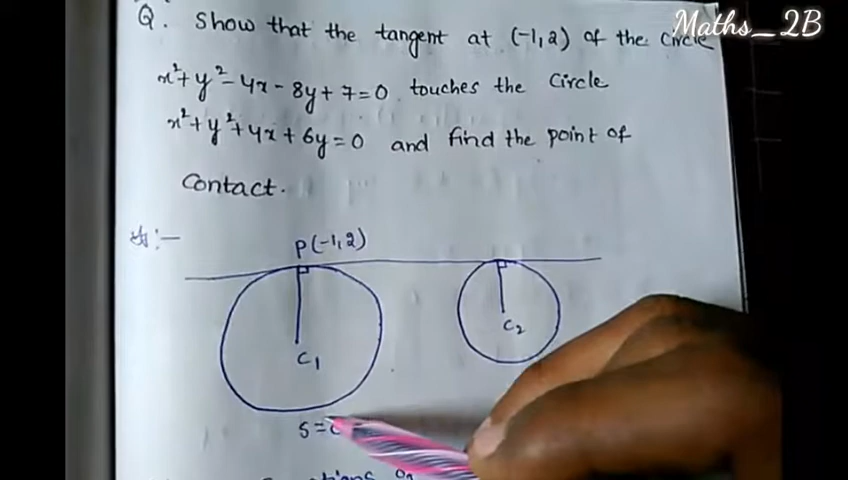 Maths_2B
Q. Show that the tangent at (-1,2) of the circle
x²+y²-4x-8y+7=0 touches the circle
x²+y²+4x+6y=0 and find the point of
contact.
P(-1,2)
C₁
C₂
S=